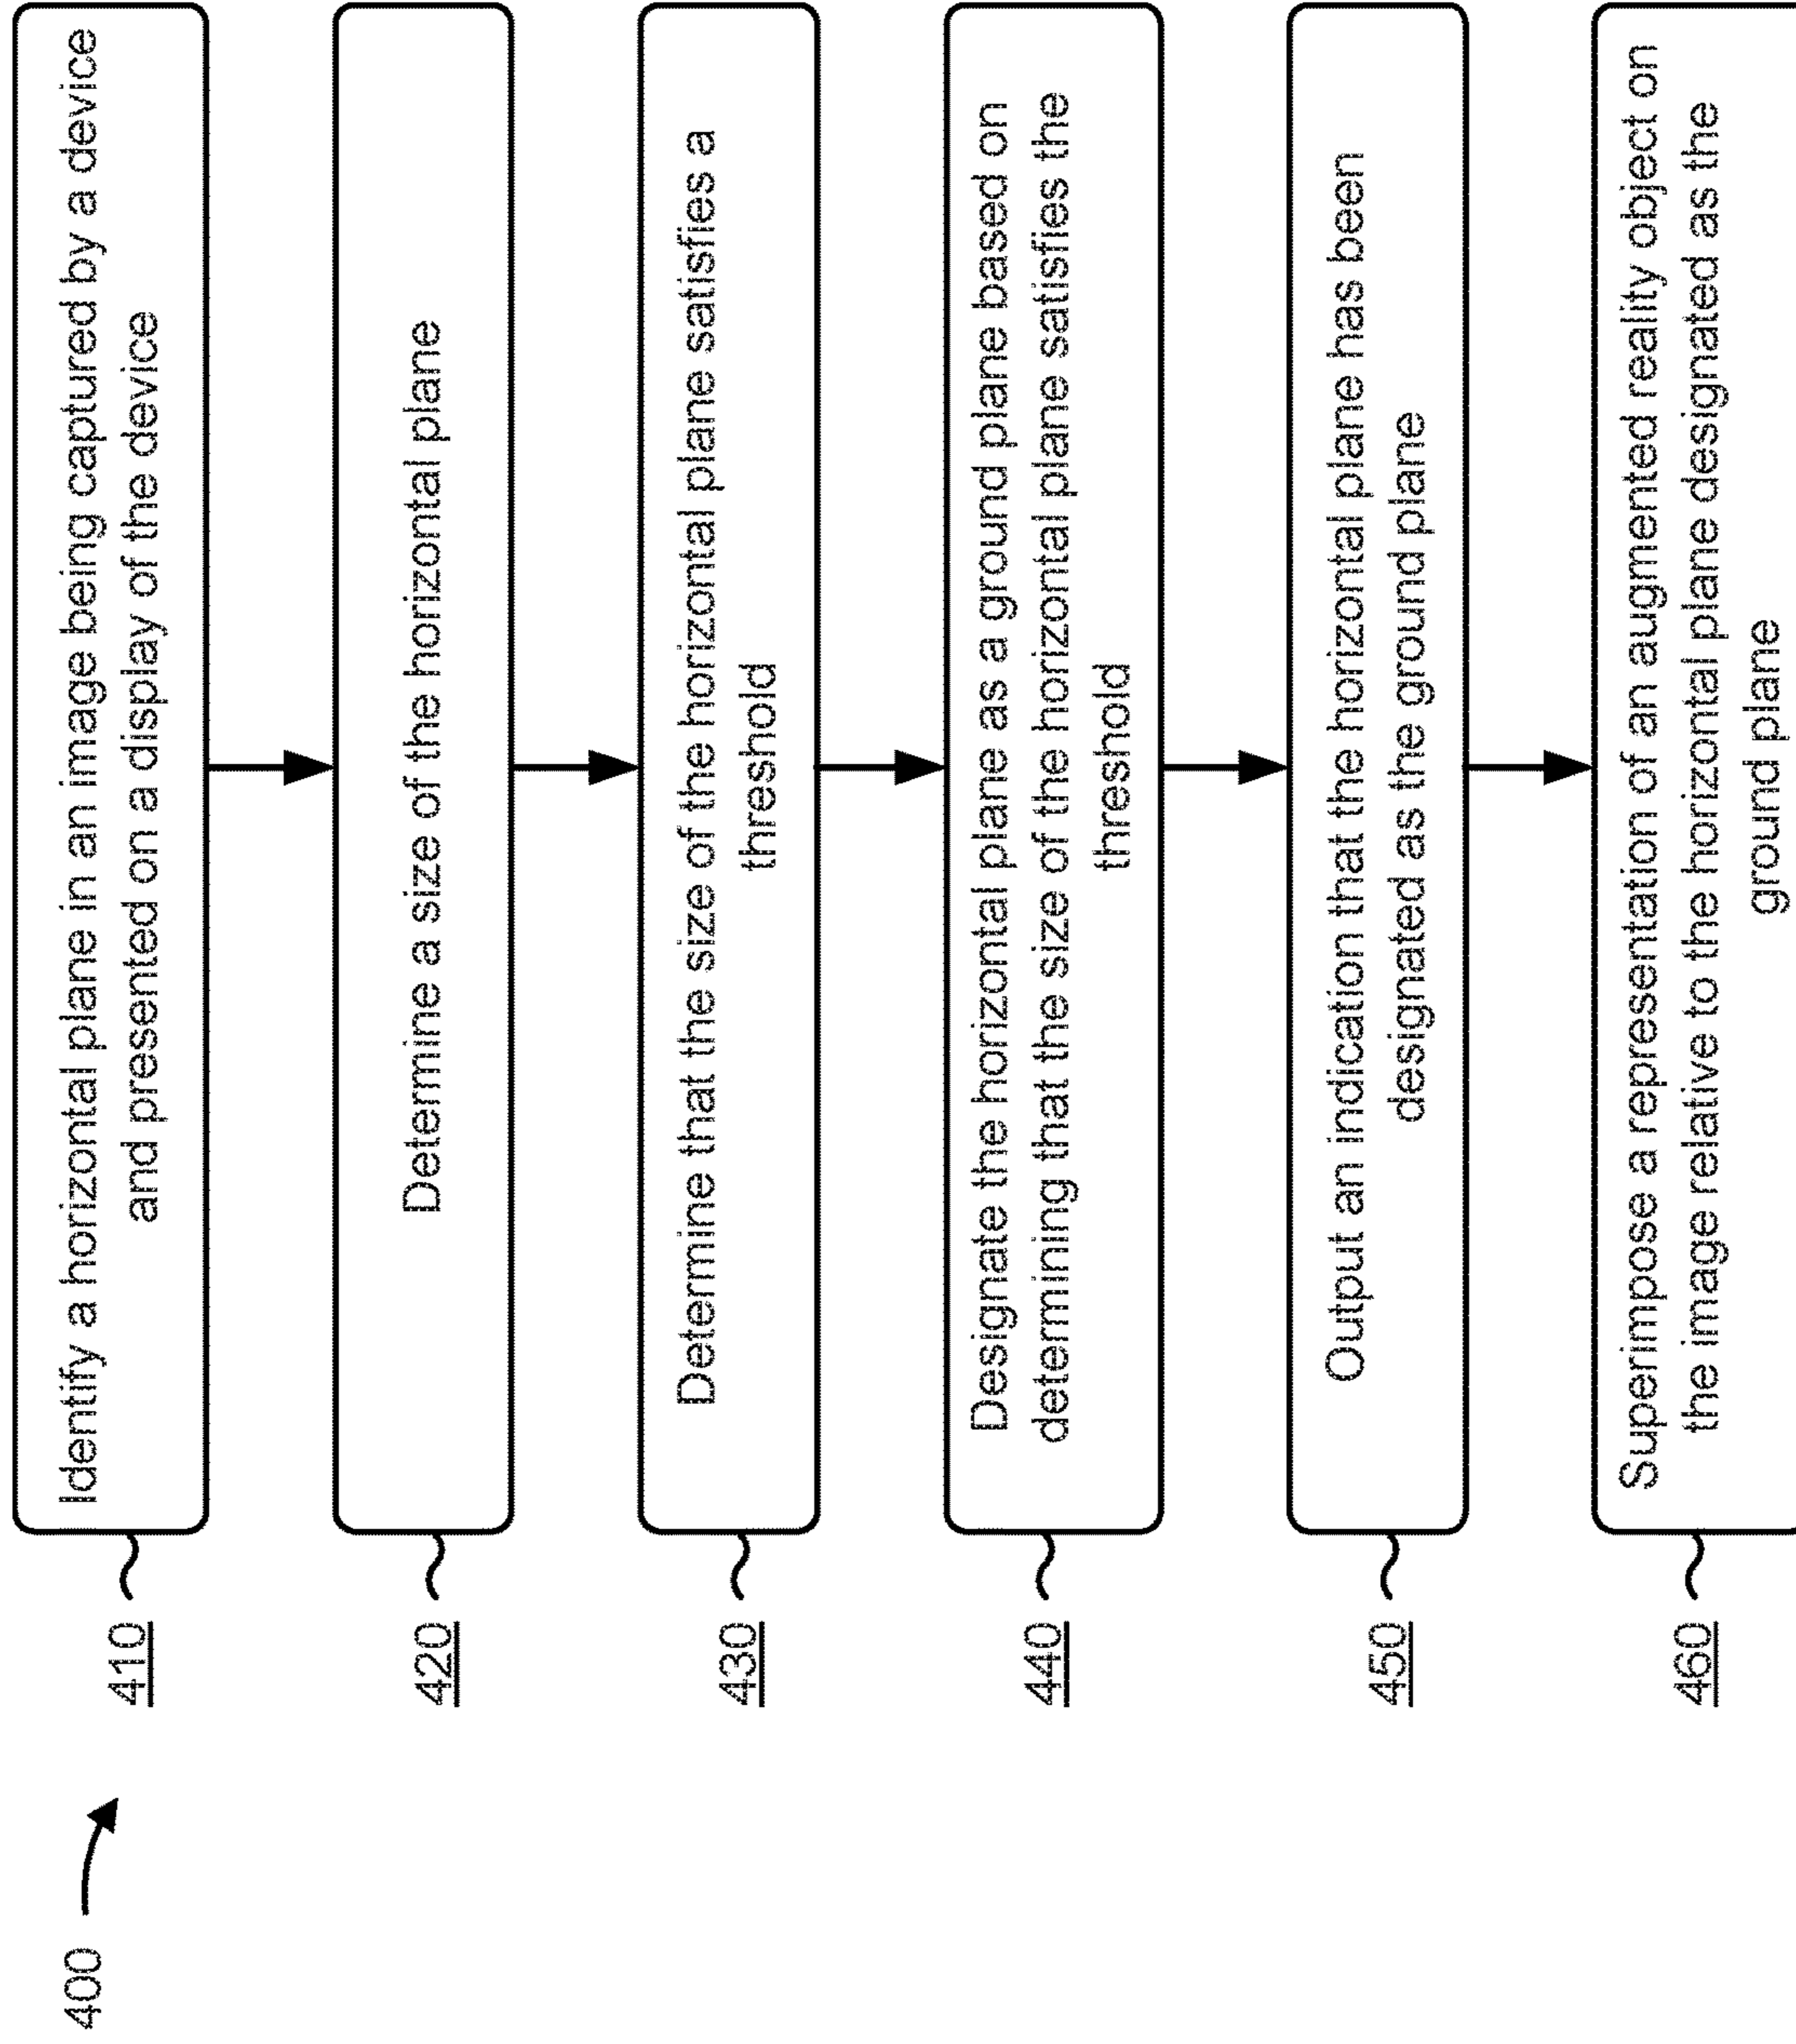 400
410
Identify a horizontal plane in an image being captured by a device
and presented on a display of the device
420
Determine a size of the horizontal plane
430
Determine that the size of the horizontal plane satisfies a
threshold
440
Designate the horizontal plane as a ground plane based on
determining that the size of the horizontal plane satisfies the
threshold
450
Output an indication that the horizontal plane has been
designated as the ground plane
460
Superimpose a representation of an augmented reality object on
the image relative to the horizontal plane designated as the
ground plane